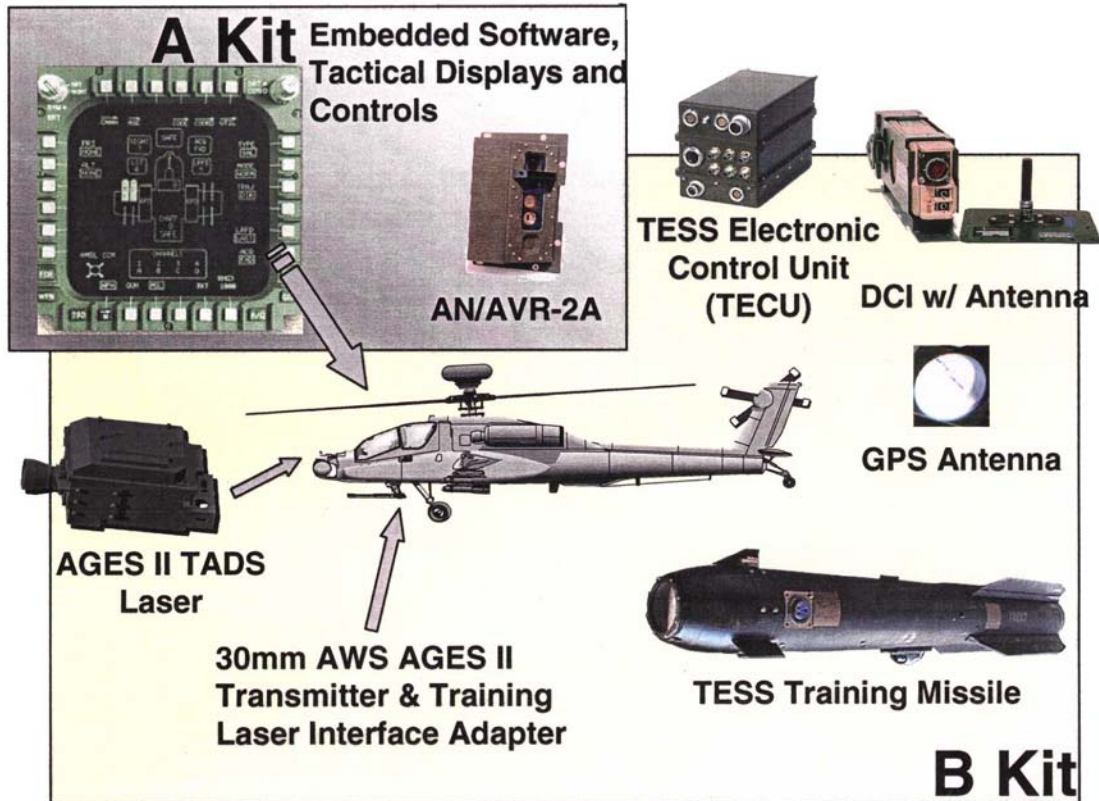 A Kit
Embedded Software,
Tactical Displays and
Controls
AN/AVR-2A
TESS Electronic
Control Unit
(TECU)
DCI w/ Antenna
GPS Antenna
AGES II TADS
Laser
30mm AWS AGES II
Transmitter & Training
Laser Interface Adapter
TESS Training Missile
B Kit